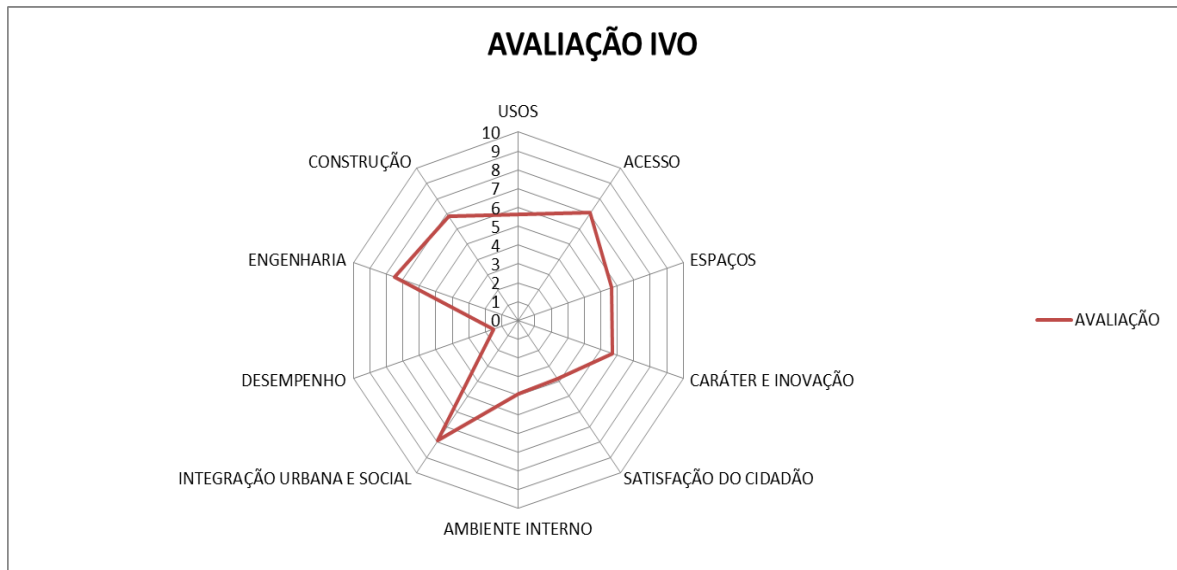 AVALIAÇÃO IVO
USOS
ACESSO
ESPAÇOS
CARÁTER E INOVAÇÃO
SATISFAÇÃO DO CIDADÃO
AMBIENTE INTERNO
INTEGRAÇÃO URBANA E SOCIAL
DESEMPENHO
ENGENHARIA
CONSTRUÇÃO
10
9
8
7
6
5
4
3
2
1
0
AVALIAÇÃO